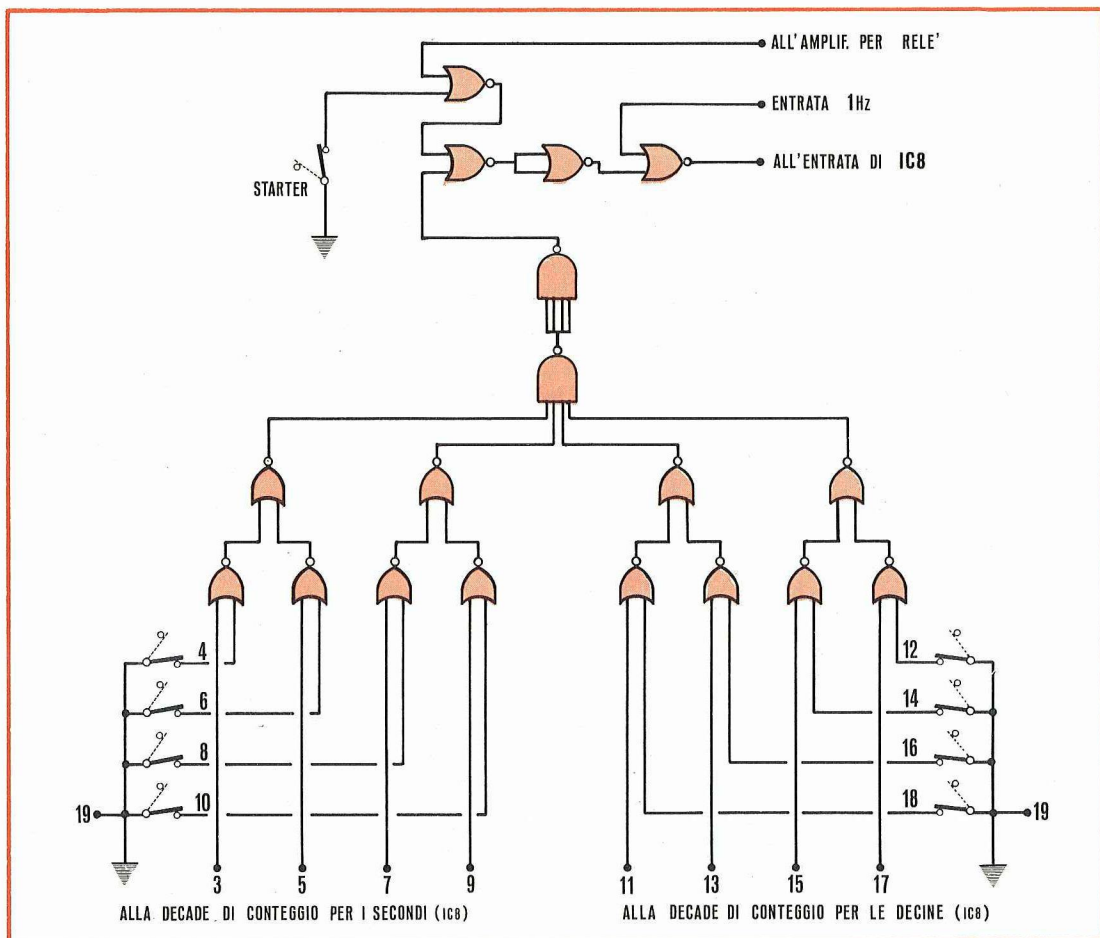 ALL'AMPLIF. PER RELE'
ENTRATA 1Hz
ALL'ENTRATA DI IC8
STARTER
4
12
6
14
8
16
10
18
19
19
3 5 7 9
11 13 15 17
ALLA DECADE DI CONTEGGIO PER I SECONDI (IC8)
ALLA DECADE DI CONTEGGIO PER LE DECINE (IC8)